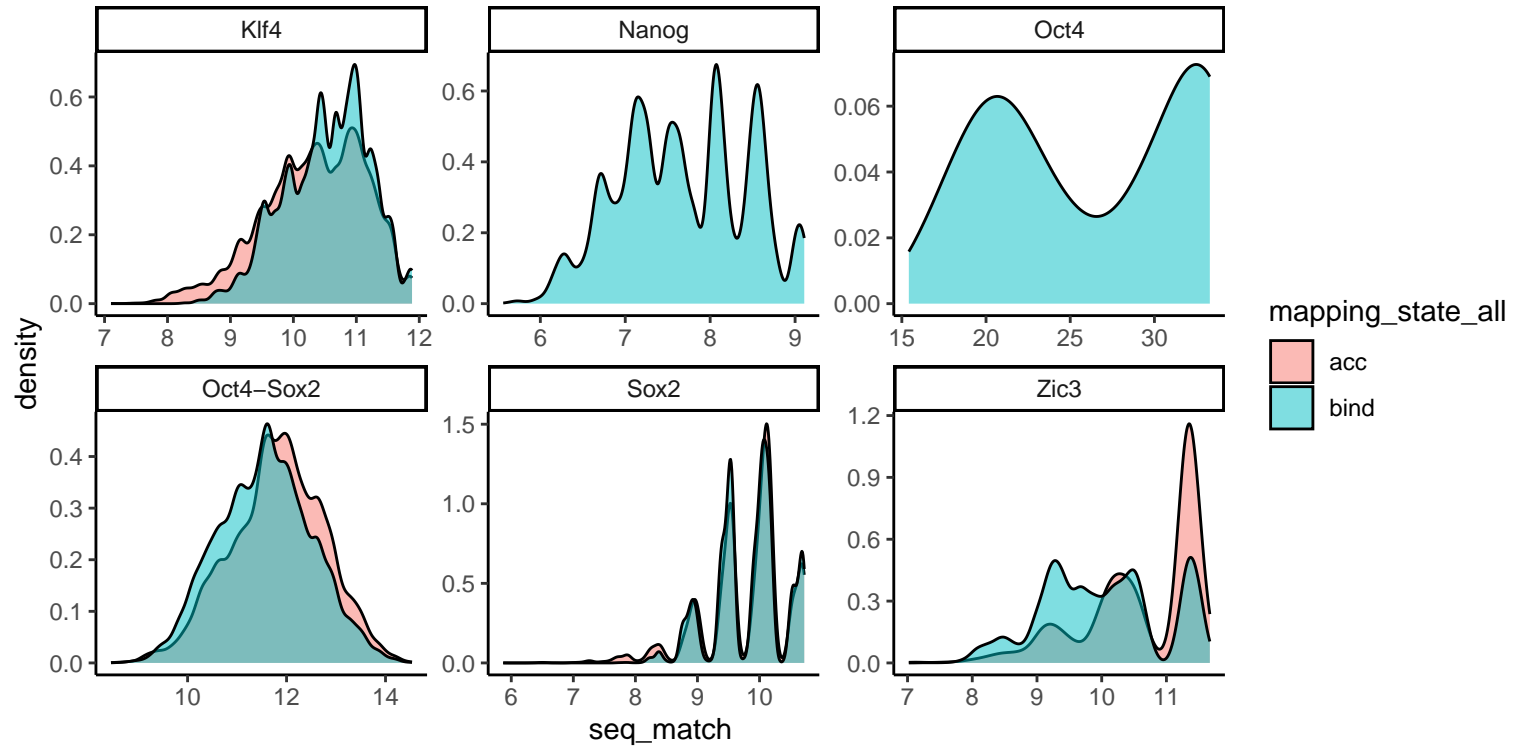 Klf4 Nanog Oct4
0.6 0.6 0.06
0.4 0.4 0.04
0.2 0.2 0.02
0.0 0.0 0.00
7 8 9 10 11 12 6 7 8 9 15 20 25 30
density
mapping_state_all
acc
bind
Oct4−Sox2 Sox2 Zic3
0.4 1.5 1.2
0.3 1.0 0.9
0.2 0.5 0.6
0.1 0.0 0.3
0.0 0.0
10 12 14 6 7 8 9 10 7 8 9 10 11
seq_match